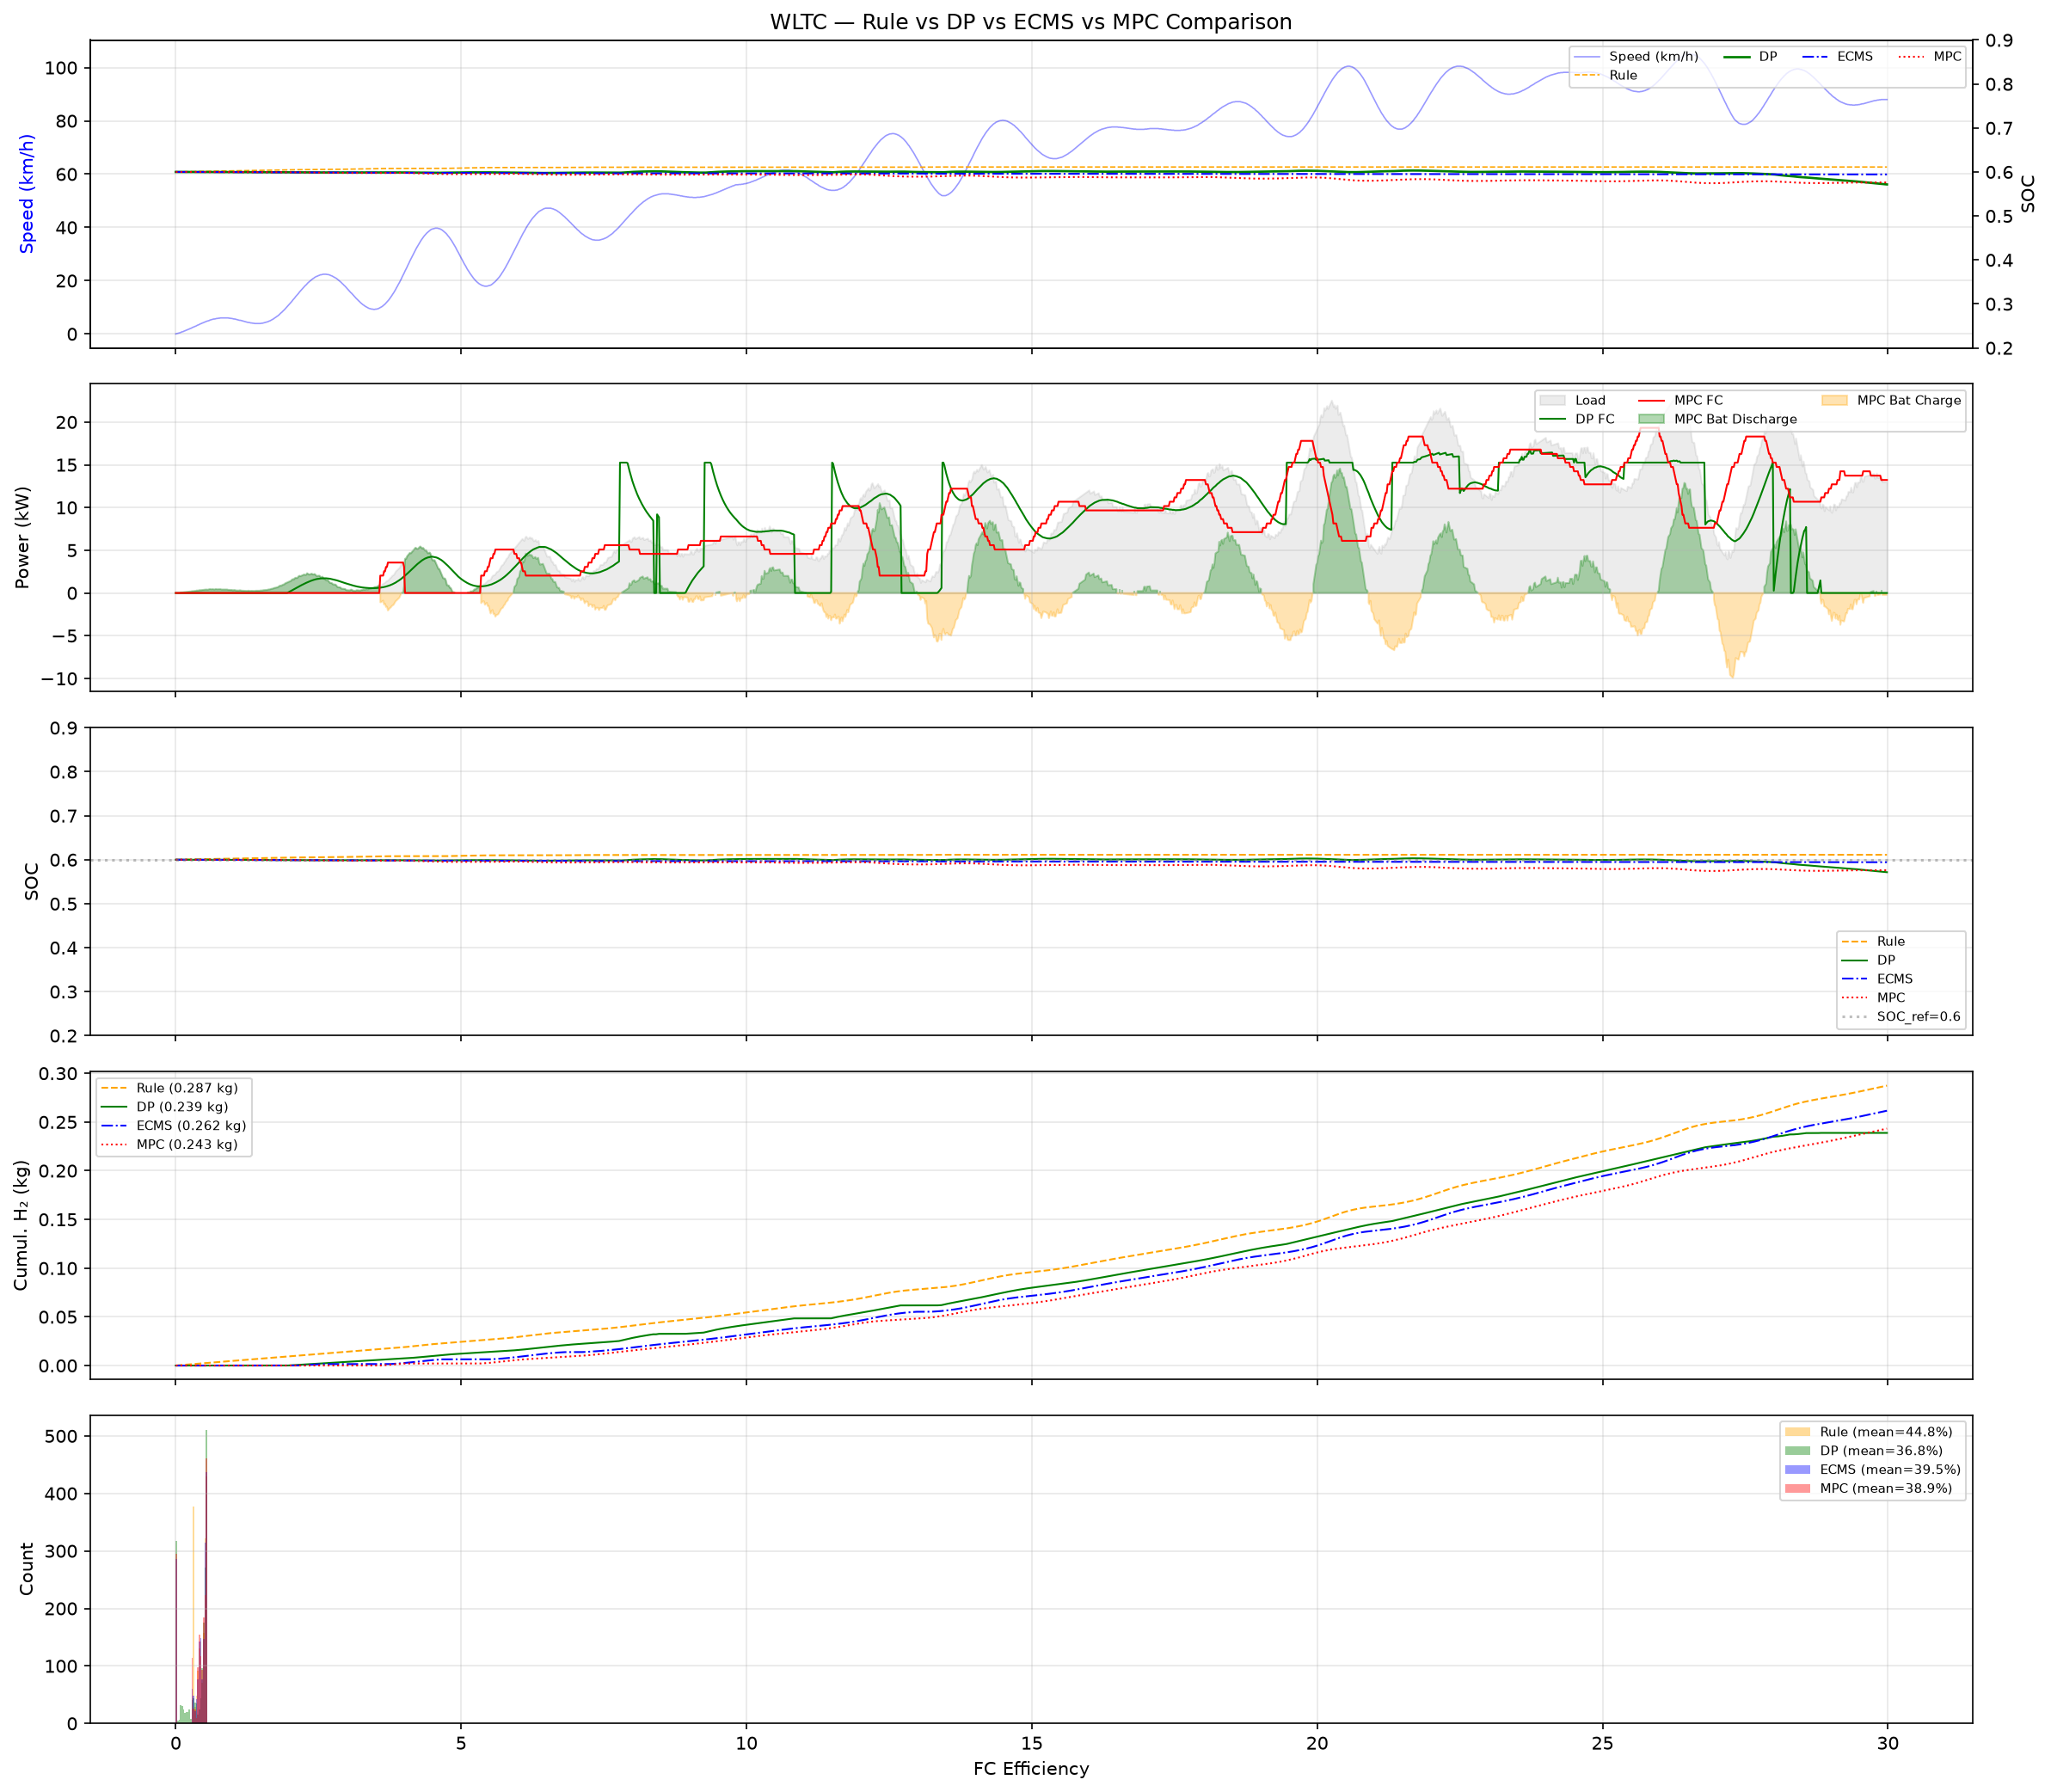 WLTC — Rule vs DP vs ECMS vs MPC Comparison
Speed (km/h)
100
80
60
40
20
0
Speed (km/h) DP ECMS MPC
Rule
0.9
0.8
0.7
0.6
0.5
0.4
0.3
0.2
SOC
Power (kW)
20
15
10
5
0
−5
−10
Load MPC FC MPC Bat Charge
DP FC MPC Bat Discharge
SOC
0.9
0.8
0.7
0.6
0.5
0.4
0.3
0.2
Rule
DP
ECMS
MPC
SOC_ref=0.6
Cumul. H₂ (kg)
0.30
0.25
0.20
0.15
0.10
0.05
0.00
Rule (0.287 kg)
DP (0.239 kg)
ECMS (0.262 kg)
MPC (0.243 kg)
Count
500
400
300
200
100
0
Rule (mean=44.8%)
DP (mean=36.8%)
ECMS (mean=39.5%)
MPC (mean=38.9%)
0 5 10 15 20 25 30
FC Efficiency